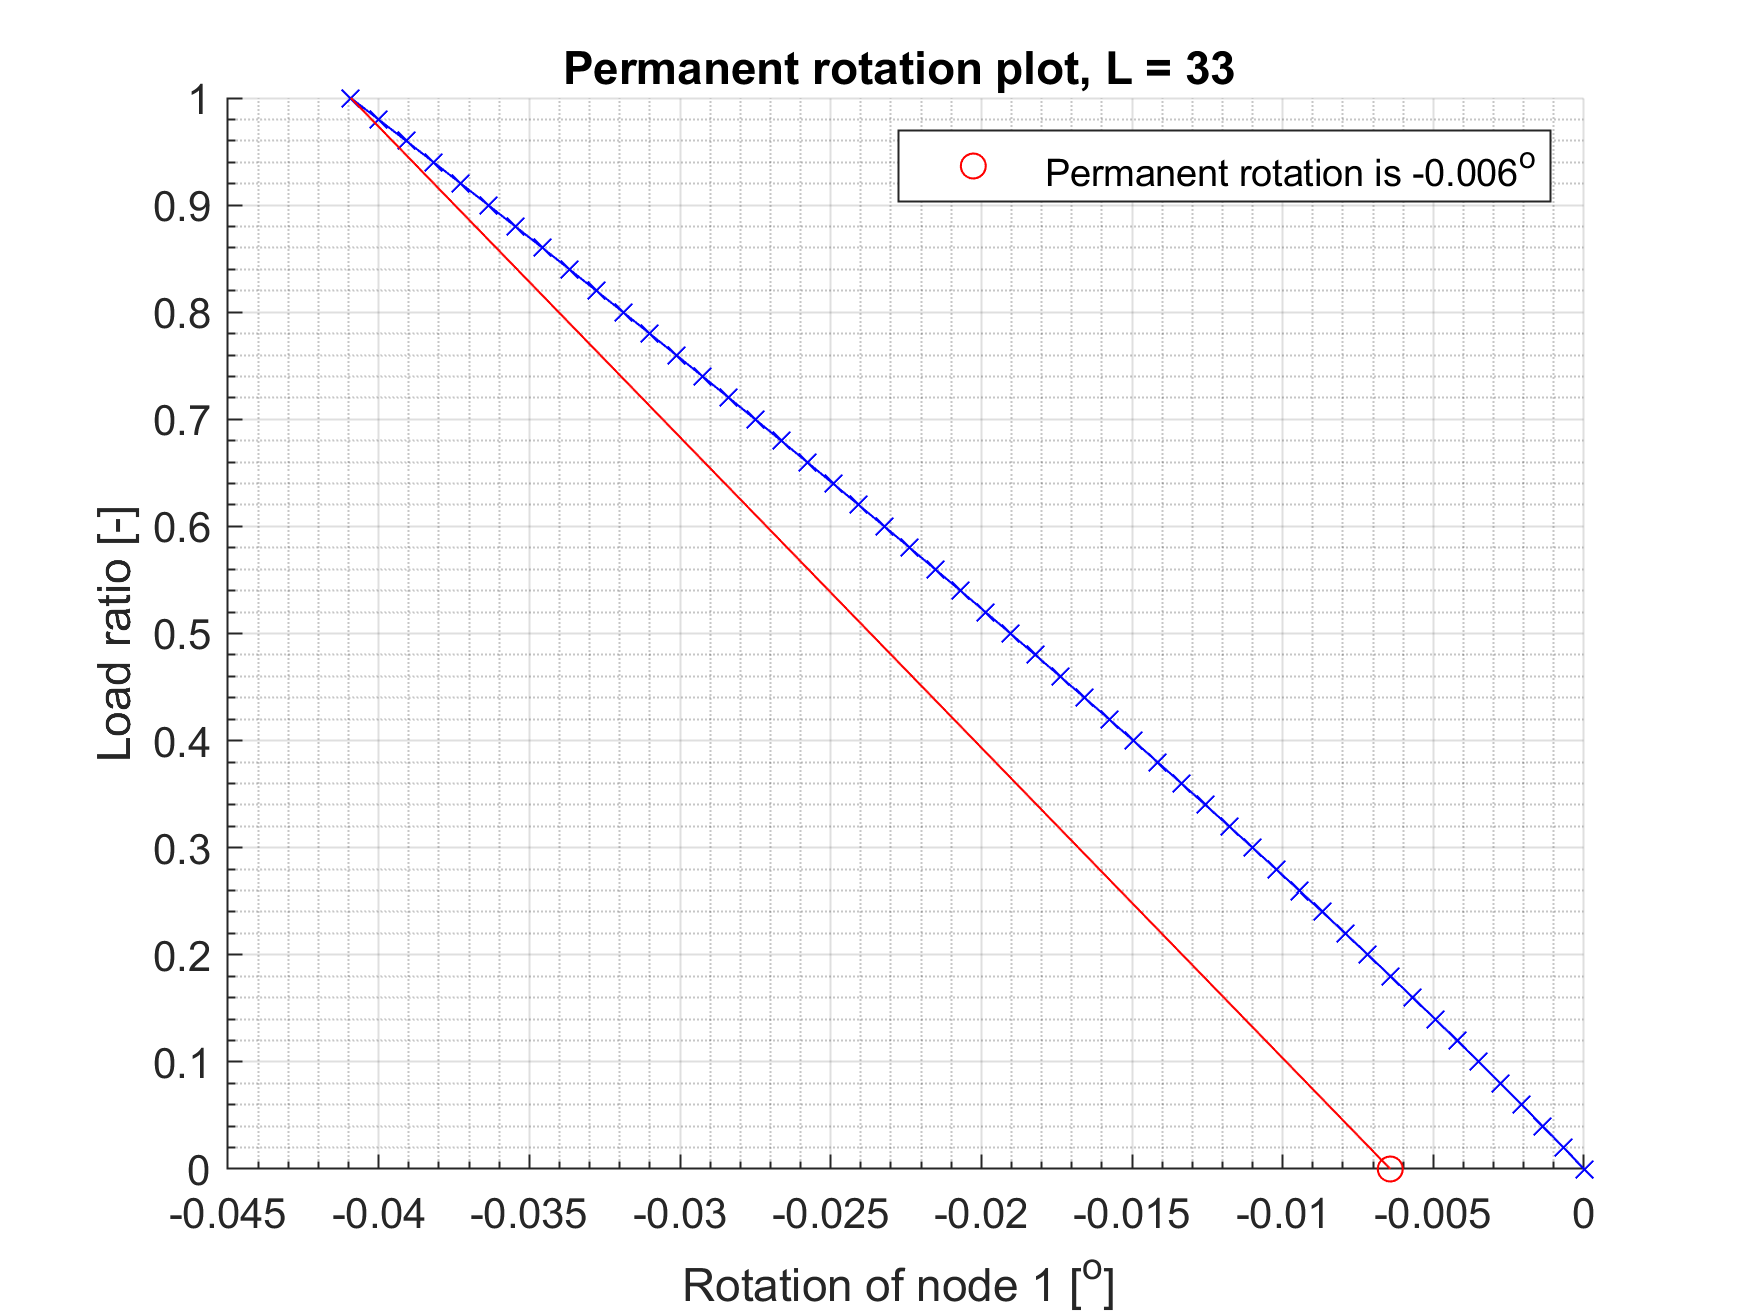 Permanent rotation plot, L = 33
Permanent rotation is -0.006o
1
0.9
0.8
0.7
0.6
0.5
0.4
0.3
0.2
0.1
0
Load ratio [-]
-0.045 -0.04 -0.035 -0.03 -0.025 -0.02 -0.015 -0.01 -0.005 0
Rotation of node 1 [o]